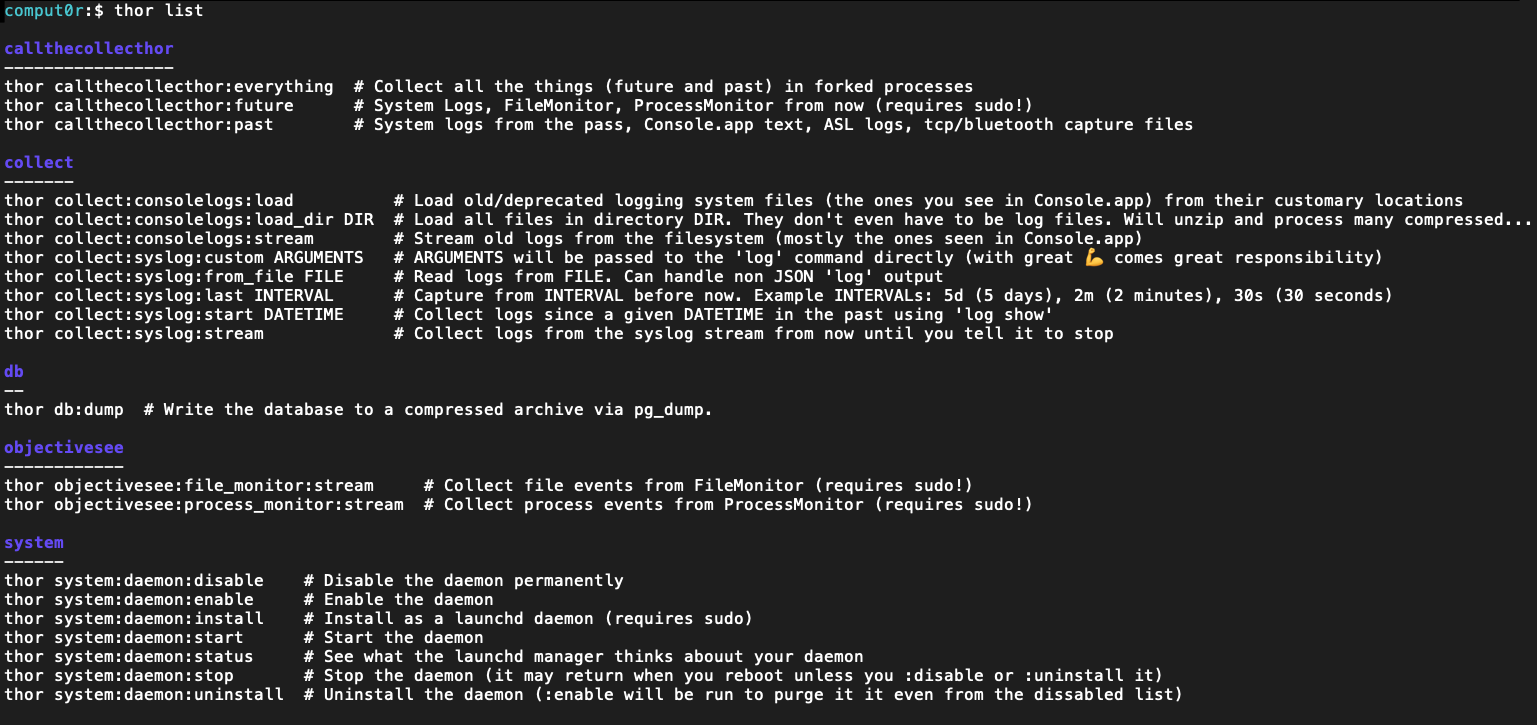 comput0r:$ thor list
callthecollecthor
-----------------
thor callthecollecthor:everything  # Collect all the things (future and past) in forked processes
thor callthecollecthor:future      # System Logs, FileMonitor, ProcessMonitor from now (requires sudo!)
thor callthecollecthor:past        # System logs from the pass, Console.app text, ASL logs, tcp/bluetooth capture files
collect
-------
thor collect:consolelogs:load          # Load old/deprecated logging system files (the ones you see in Console.app) from their customary locations
thor collect:consolelogs:load_dir DIR  # Load all files in directory DIR. They don't even have to be log files. Will unzip and process many compressed...
thor collect:consolelogs:stream        # Stream old logs from the filesystem (mostly the ones seen in Console.app)
thor collect:syslog:custom ARGUMENTS   # ARGUMENTS will be passed to the 'log' command directly (with great 💪 comes great responsibility)
thor collect:syslog:from_file FILE     # Read logs from FILE. Can handle non JSON 'log' output
thor collect:syslog:last INTERVAL      # Capture from INTERVAL before now. Example INTERVALs: 5d (5 days), 2m (2 minutes), 30s (30 seconds)
thor collect:syslog:start DATETIME     # Collect logs since a given DATETIME in the past using 'log show'
thor collect:syslog:stream             # Collect logs from the syslog stream from now until you tell it to stop
db
--
thor db:dump  # Write the database to a compressed archive via pg_dump.
objectivesee
------------
thor objectivesee:file_monitor:stream     # Collect file events from FileMonitor (requires sudo!)
thor objectivesee:process_monitor:stream  # Collect process events from ProcessMonitor (requires sudo!)
system
------
thor system:daemon:disable    # Disable the daemon permanently
thor system:daemon:enable     # Enable the daemon
thor system:daemon:install    # Install as a launchd daemon (requires sudo)
thor system:daemon:start      # Start the daemon
thor system:daemon:status     # See what the launchd manager thinks abouut your daemon
thor system:daemon:stop       # Stop the daemon (it may return when you reboot unless you :disable or :uninstall it)
thor system:daemon:uninstall  # Uninstall the daemon (:enable will be run to purge it it even from the dissabled list)